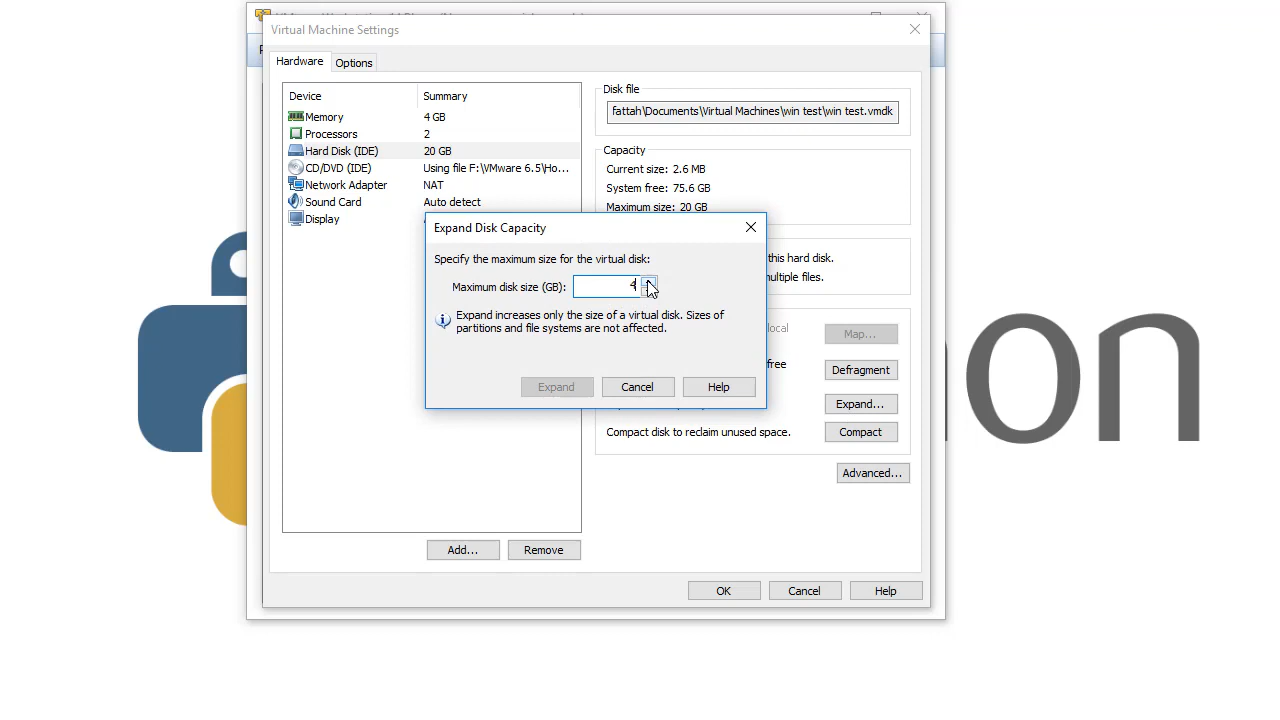 Virtual Machine Settings
Hardware
Options
Device
Summary
Memory
4 GB
Processors
2
Hard Disk (IDE)
20 GB
CD/DVD (IDE)
Using file F:\VMware 6.5\Ho...
Network Adapter
NAT
Sound Card
Auto detect
Display
Disk file
fattah\Documents\Virtual Machines\win test\win test.vmdk
Capacity
Current size: 2.6 MB
System free: 75.6 GB
Maximum size: 20 GB
Expand Disk Capacity
Specify the maximum size for the virtual disk:
Maximum disk size (GB):
4
Expand increases only the size of a virtual disk. Sizes of
partitions and file systems are not affected.
Expand
Cancel
Help
this hard disk.
multiple files.
local
Map...
free
Defragment
Expand...
Compact disk to reclaim unused space.
Compact
Advanced...
Add...
Remove
OK
Cancel
Help
on